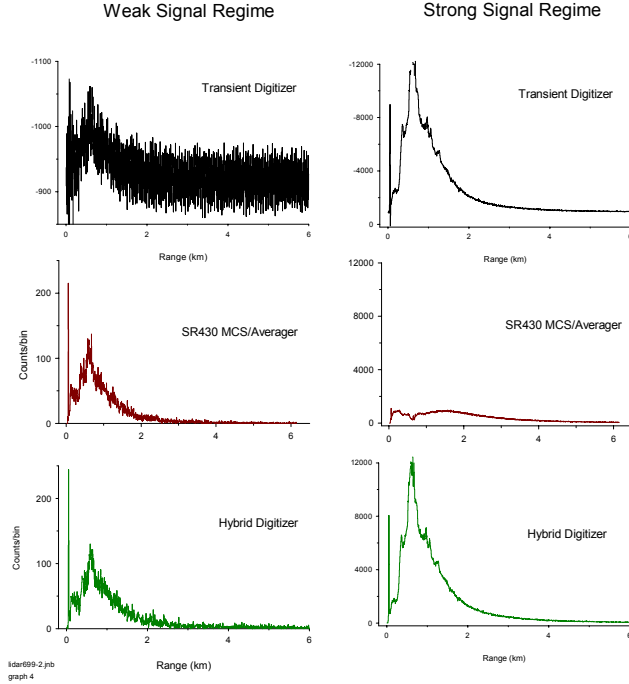 Weak Signal Regime
Strong Signal Regime
-1100
-1000
-900
Transient Digitizer
0
2
4
6
Range (km)
-12000
-8000
-4000
0
Transient Digitizer
0
2
4
6
Range (km)
200
100
0
Counts/bin
SR430 MCS/Averager
0
2
4
6
12000
8000
4000
0
SR430 MCS/Averager
0
2
4
6
200
100
0
Counts/bin
Hybrid Digitizer
0
2
4
6
Range (km)
12000
8000
4000
0
Hybrid Digitizer
0
2
4
6
Range (km)
lidar699-2.jnb
graph 4